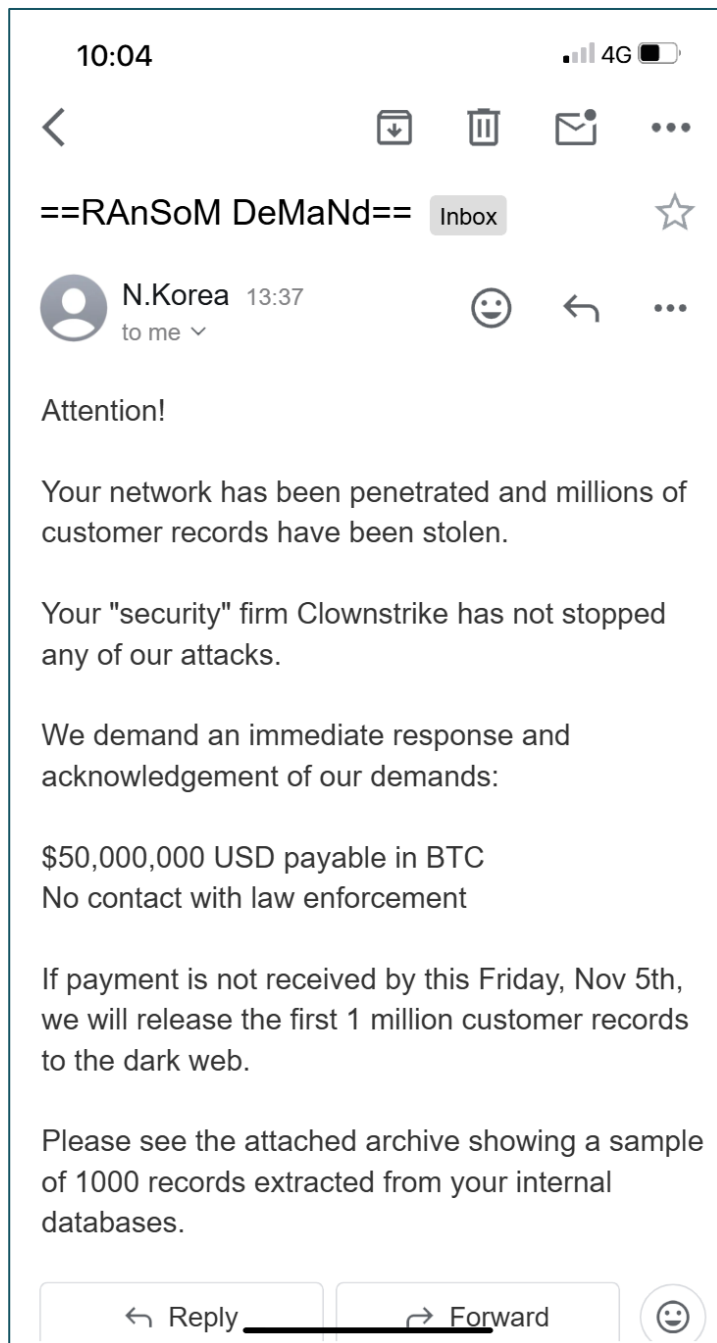 10:04
4G
==RAnSoM DeMaNd== Inbox
N.Korea 13:37
to me
Attention!
Your network has been penetrated and millions of
customer records have been stolen.
Your "security" firm Clownstrike has not stopped
any of our attacks.
We demand an immediate response and
acknowledgement of our demands:
$50,000,000 USD payable in BTC
No contact with law enforcement
If payment is not received by this Friday, Nov 5th,
we will release the first 1 million customer records
to the dark web.
Please see the attached archive showing a sample
of 1000 records extracted from your internal
databases.
Reply
Forward